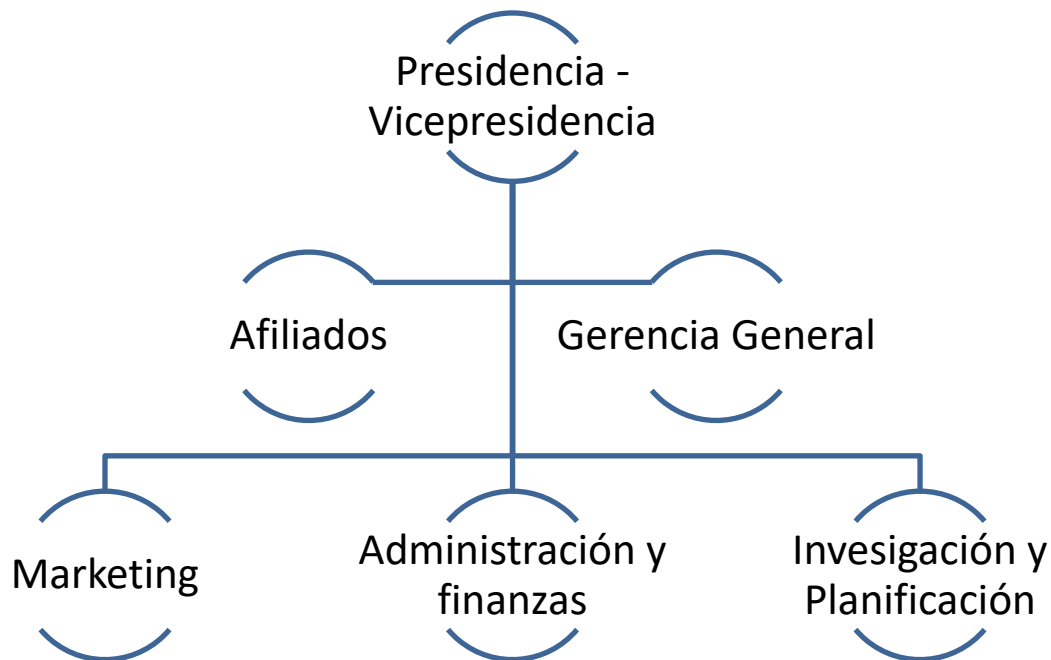 Presidencia -
Vicepresidencia
Afiliados
Gerencia General
Marketing
Administración y
finanzas
Invesigación y
Planificación